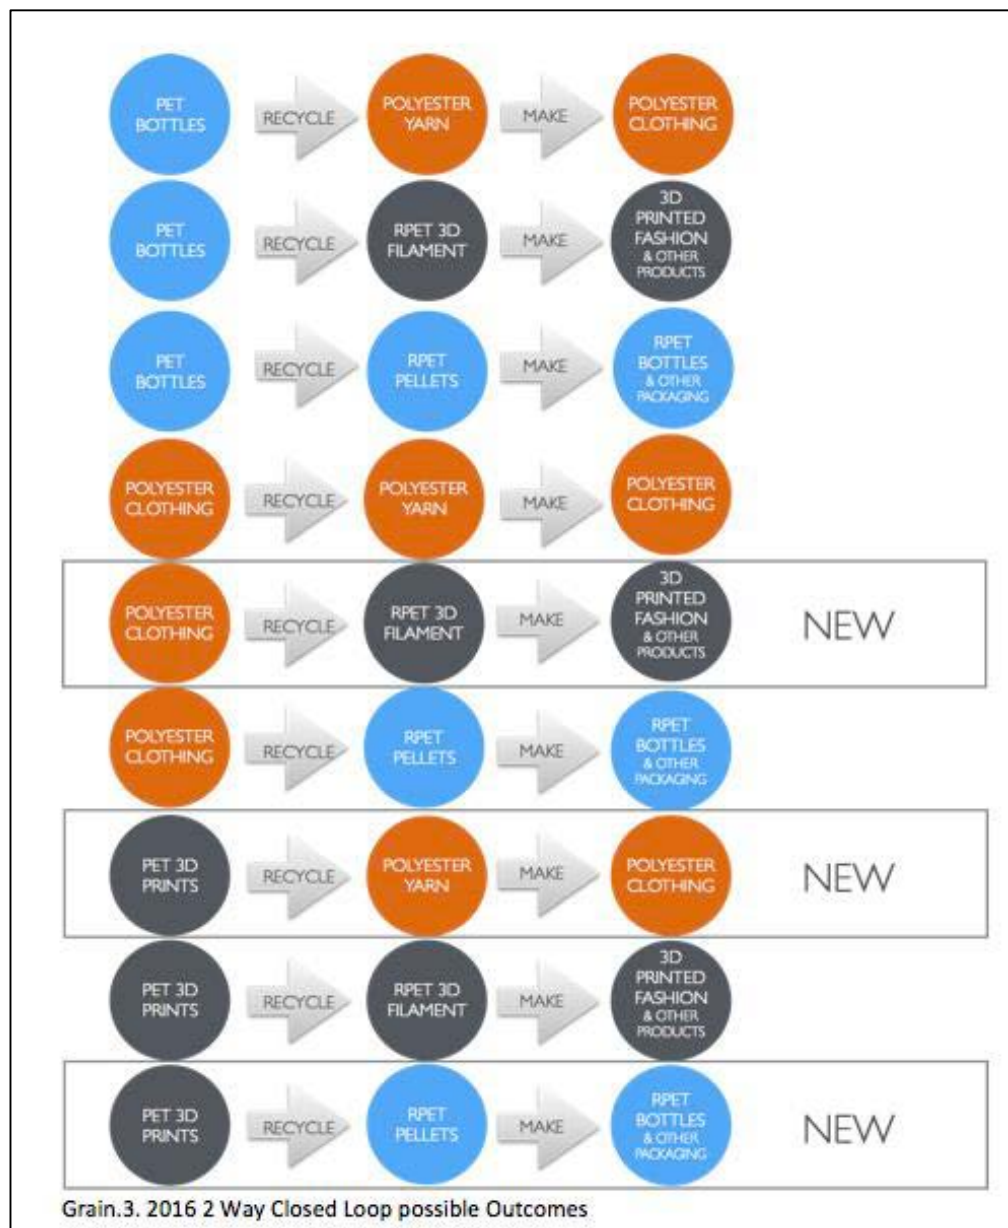 PET
BOTTLES
RECYCLE
POLYESTER
YARN
MAKE
POLYESTER
CLOTHING
PET
BOTTLES
RECYCLE
RPET 3D
FILAMENT
MAKE
3D
PRINTED
FASHION
& OTHER
PRODUCTS
PET
BOTTLES
RECYCLE
RPET
PELLETS
MAKE
RPET
BOTTLES
& OTHER
PACKAGING
POLYESTER
CLOTHING
RECYCLE
POLYESTER
YARN
MAKE
POLYESTER
CLOTHING
POLYESTER
CLOTHING
RECYCLE
RPET 3D
FILAMENT
MAKE
3D
PRINTED
FASHION
& OTHER
PRODUCTS
NEW
POLYESTER
CLOTHING
RECYCLE
RPET
PELLETS
MAKE
RPET
BOTTLES
& OTHER
PACKAGING
PET 3D
PRINTS
RECYCLE
POLYESTER
YARN
MAKE
POLYESTER
CLOTHING
NEW
PET 3D
PRINTS
RECYCLE
RPET 3D
FILAMENT
MAKE
3D
PRINTED
FASHION
& OTHER
PRODUCTS
PET 3D
PRINTS
RECYCLE
RPET
PELLETS
MAKE
RPET
BOTTLES
& OTHER
PACKAGING
NEW
Grain.3. 2016 2 Way Closed Loop possible Outcomes